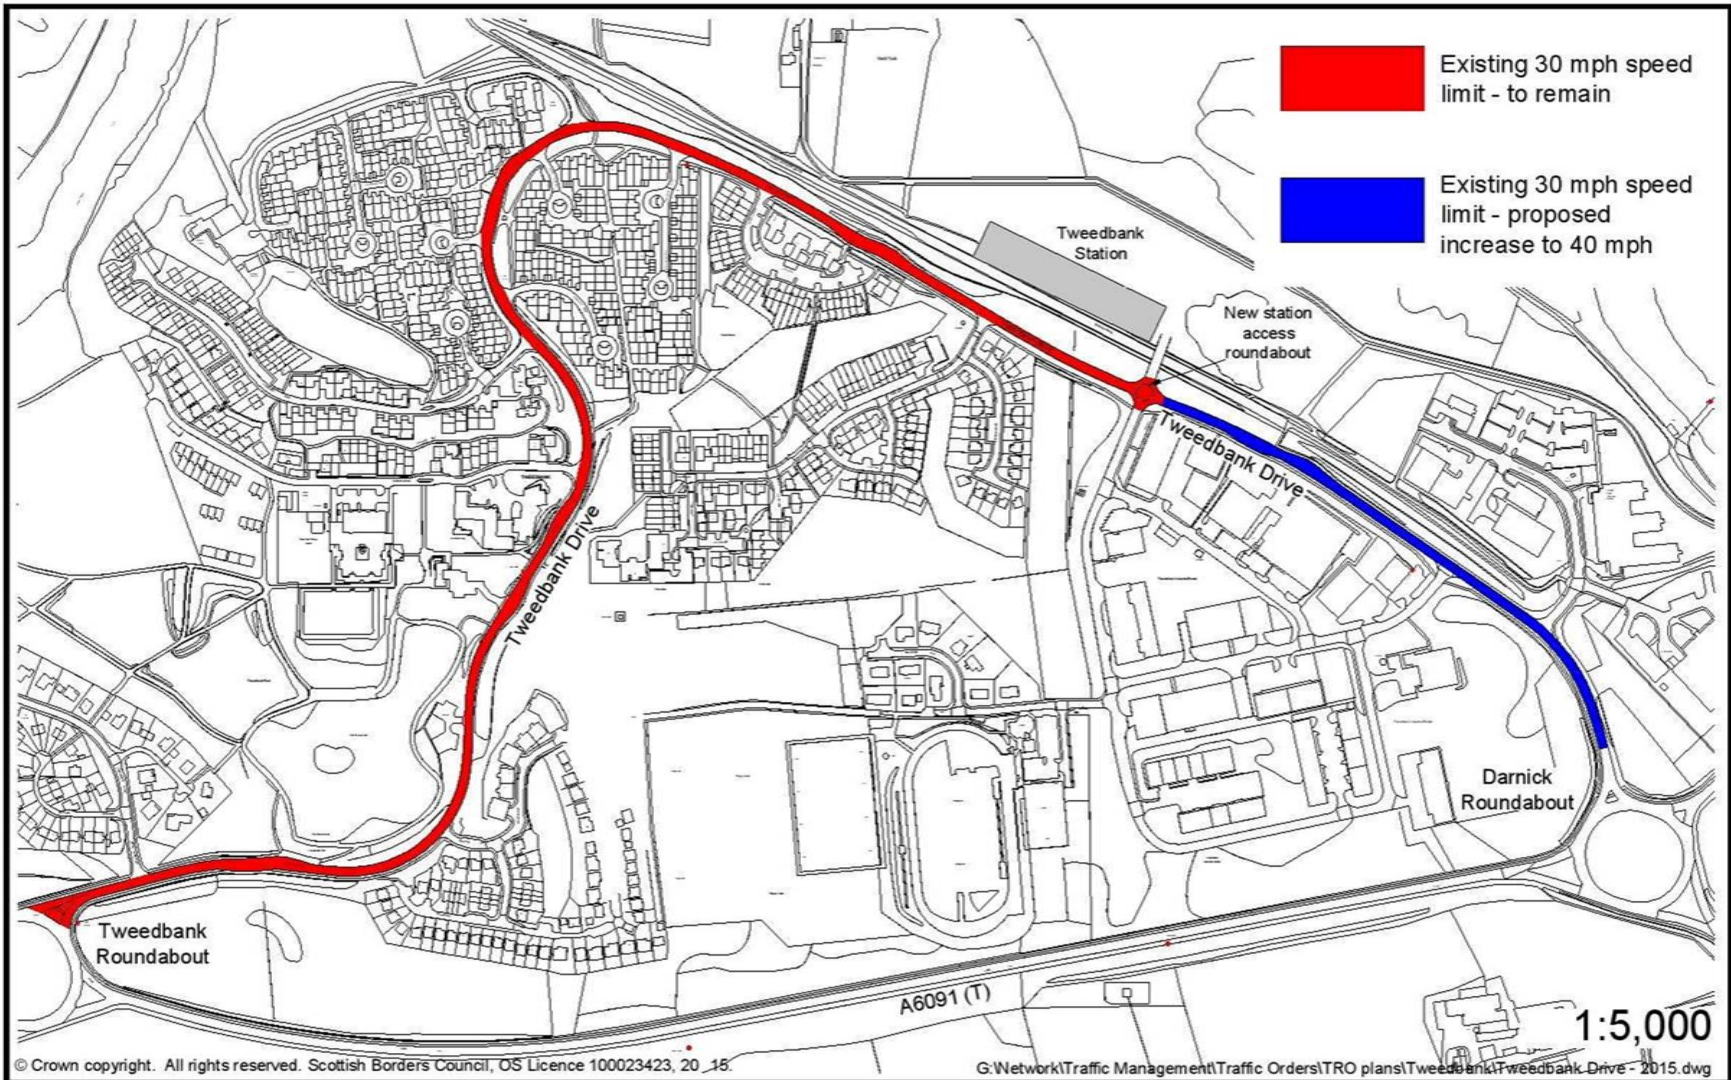 Existing 30 mph speed
limit - to remain
Existing 30 mph speed
limit - proposed
increase to 40 mph
Tweedbank
Station
New station
access
roundabout
Tweedbank Drive
Tweedbank Drive
Darnick
Roundabout
Tweedbank
Roundabout
A6091 (T)
1:5,000
© Crown copyright. All rights reserved. Scottish Borders Council, OS Licence 100023423, 20 15.
G:\Network\Traffic Management\Traffic Orders\TRO plans\Tweedbank\Tweedbank Drive - 2015.dwg